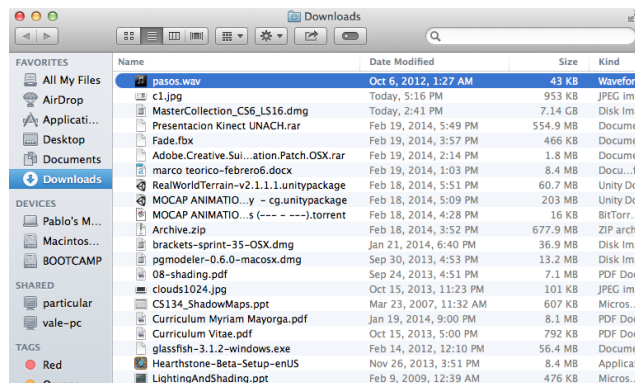 Downloads
FAVORITES
All My Files
AirDrop
Applicati...
Desktop
Documents
Downloads
DEVICES
Pablo's M...
Macintos...
BOOTCAMP
SHARED
particular
vale-pc
TAGS
Red
Name Date Modified Size Kind
pasos.wav Oct 6, 2012, 1:27 AM 43 KB Wavefor
c1.jpg Today, 5:16 PM 953 KB JPEG im
MasterCollection_CS6_LS16.dmg Today, 2:41 PM 7.14 GB Disk Im
Presentacion Kinect UNACH.rar Feb 19, 2014, 5:49 PM 554.9 MB Docume
Fade.fbx Feb 19, 2014, 3:57 PM 466 KB Docume
Adobe.Creative.Sui...ation.Patch.OSX.rar Feb 19, 2014, 2:14 PM 1.8 MB Docume
marco teorico-febrero6.docx Feb 19, 2014, 1:03 PM 8.4 MB Docu...f
RealWorldTerrain-v2.1.1.1.unitypackage Feb 18, 2014, 5:51 PM 60.7 MB Unity Do
MOCAP ANIMATIO...y - cg.unitypackage Feb 18, 2014, 5:09 PM 203 MB Unity Do
MOCAP ANIMATIO...s (--- - ---).torrent Feb 18, 2014, 4:28 PM 16 KB BitTorr.
Archive.zip Feb 18, 2014, 3:52 PM 677.9 MB ZIP arch
brackets-sprint-35-OSX.dmg Jan 21, 2014, 6:40 PM 36.9 MB Disk Im
pgmodeler-0.6.0-macosx.dmg Sep 30, 2013, 4:53 PM 13.2 MB Disk Im
08-shading.pdf Sep 24, 2013, 4:51 PM 7.1 MB PDF Doc
clouds1024.jpg Oct 15, 2013, 11:23 PM 101 KB JPEG im
CS134_ShadowMaps.ppt Mar 23, 2007, 11:32 AM 607 KB Micros..
Curriculum Myriam Mayorga.pdf Jan 19, 2014, 9:00 PM 8.1 MB PDF Doc
Curriculum Vitae.pdf Oct 15, 2013, 5:00 PM 792 KB PDF Doc
glassfish-3.1.2-windows.exe Feb 14, 2012, 12:10 PM 56.4 MB Docume
Hearthstone-Beta-Setup-enUS Nov 26, 2013, 3:51 PM 8.4 MB Applica
LightingAndShading.ppt Feb 9, 2009, 12:39 AM 476 KB Micros..